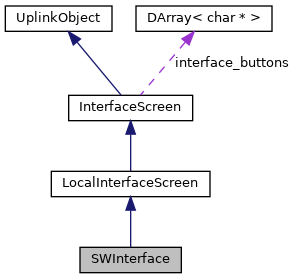 UplinkObject
DArray< char * >
interface_buttons
InterfaceScreen
LocalInterfaceScreen
SWInterface